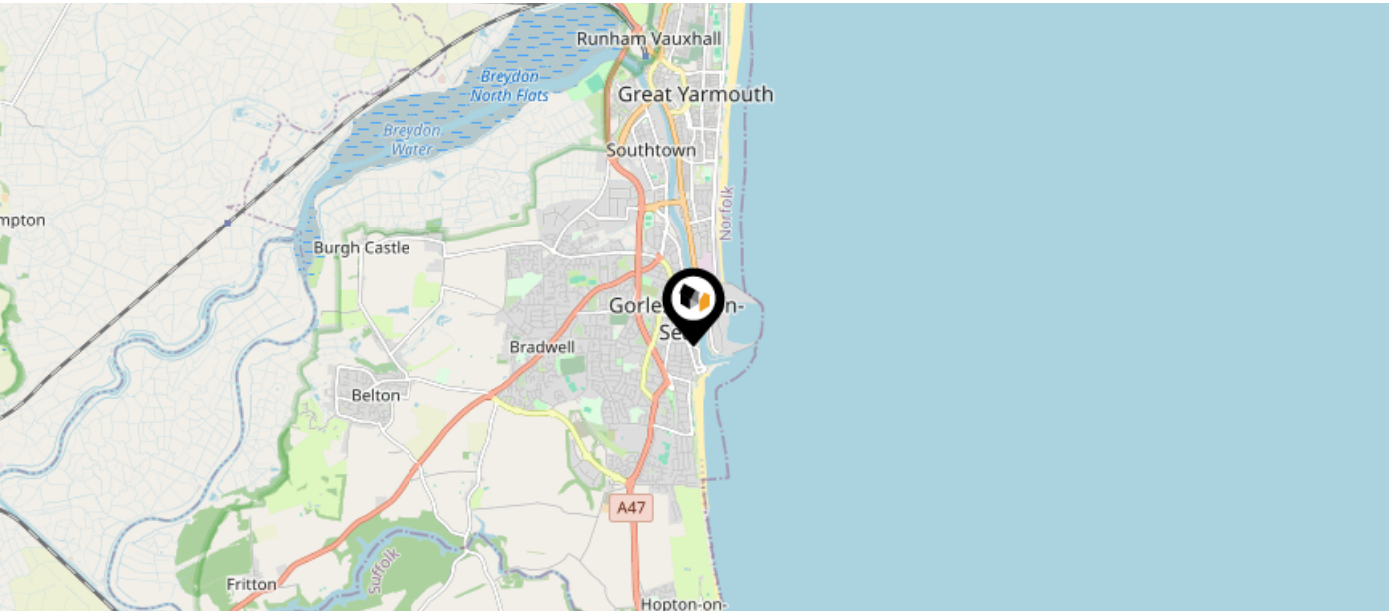 Runham Vauxhall
Breydon
North Flats
Great Yarmouth
Breydon
Water
Southtown
Norfolk
mpton
Burgh Castle
Gorle n-
Se
Bradwell
Belton
A47
Suffolk
Fritton
Hopton-on-